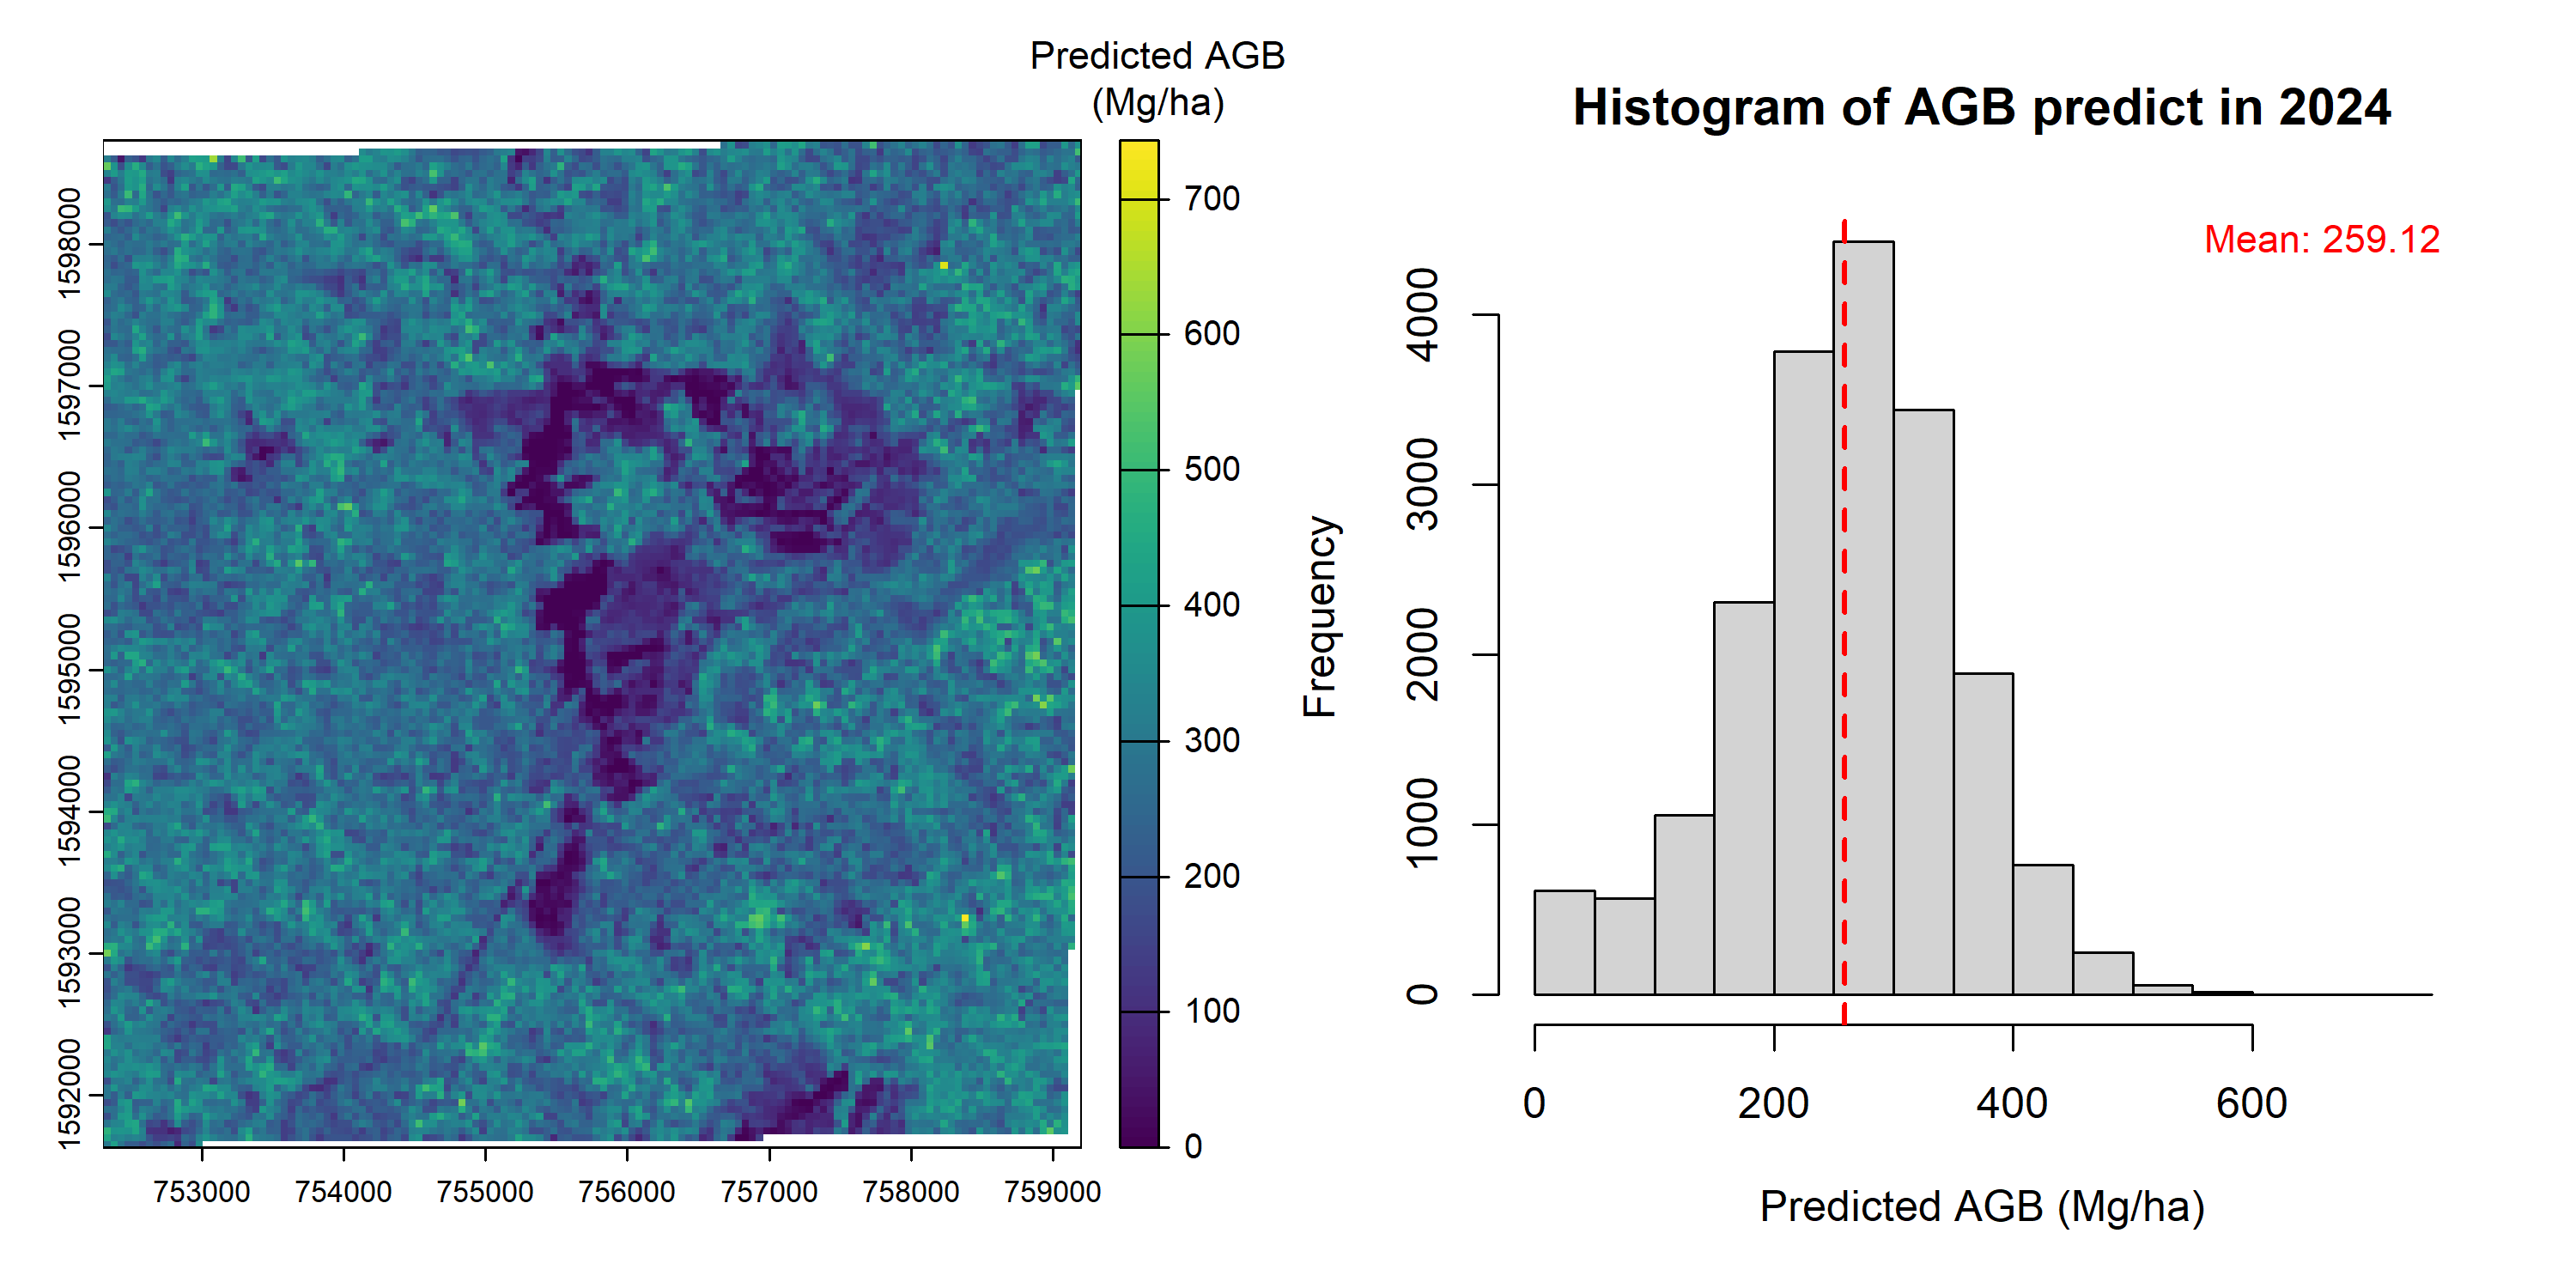 Predicted AGB
(Mg/ha)
1598000
1597000
1596000
1595000
1594000
1593000
1592000
753000 754000 755000 756000 757000 758000 759000
700
600
500
400
300
200
100
0
Histogram of AGB predict in 2024
Mean: 259.12
Frequency
4000
3000
2000
1000
0
0 200 400 600
Predicted AGB (Mg/ha)